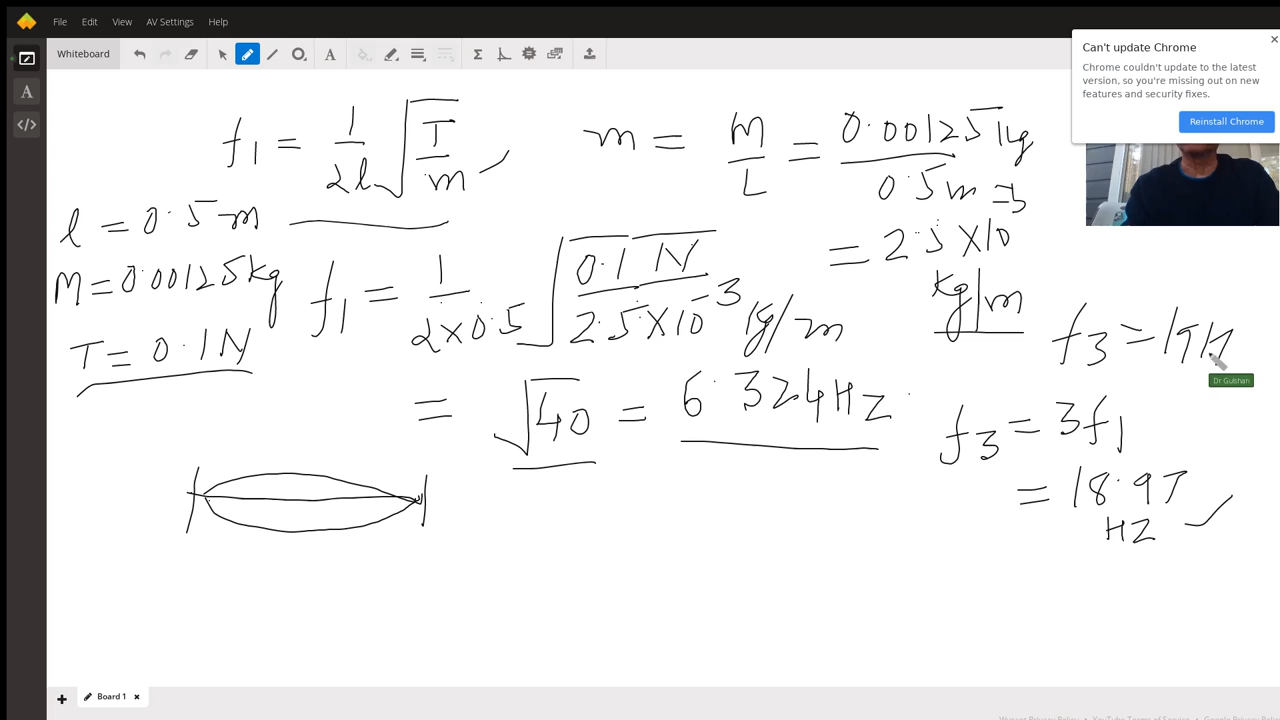 File Edit View AV Settings Help
Whiteboard
A
Can't update Chrome
Chrome couldn't update to the latest
version, so you're missing out on new
features and security fixes.
Reinstall Chrome
f1 = 1/2l √(T/m)
m = M/L = 0.00125 kg / 0.5 m
= 2.5 × 10^-3 kg/m
l = 0.5 m
M = 0.00125 kg
T = 0.1 N
f1 = 1/(2 × 0.5) √(0.1 N / 2.5 × 10^-3 kg/m)
= √40 = 6.324 Hz
f3 = 19 H
Dr Gulshan
f3 = 3f1
= 18.97
HZ
Board 1